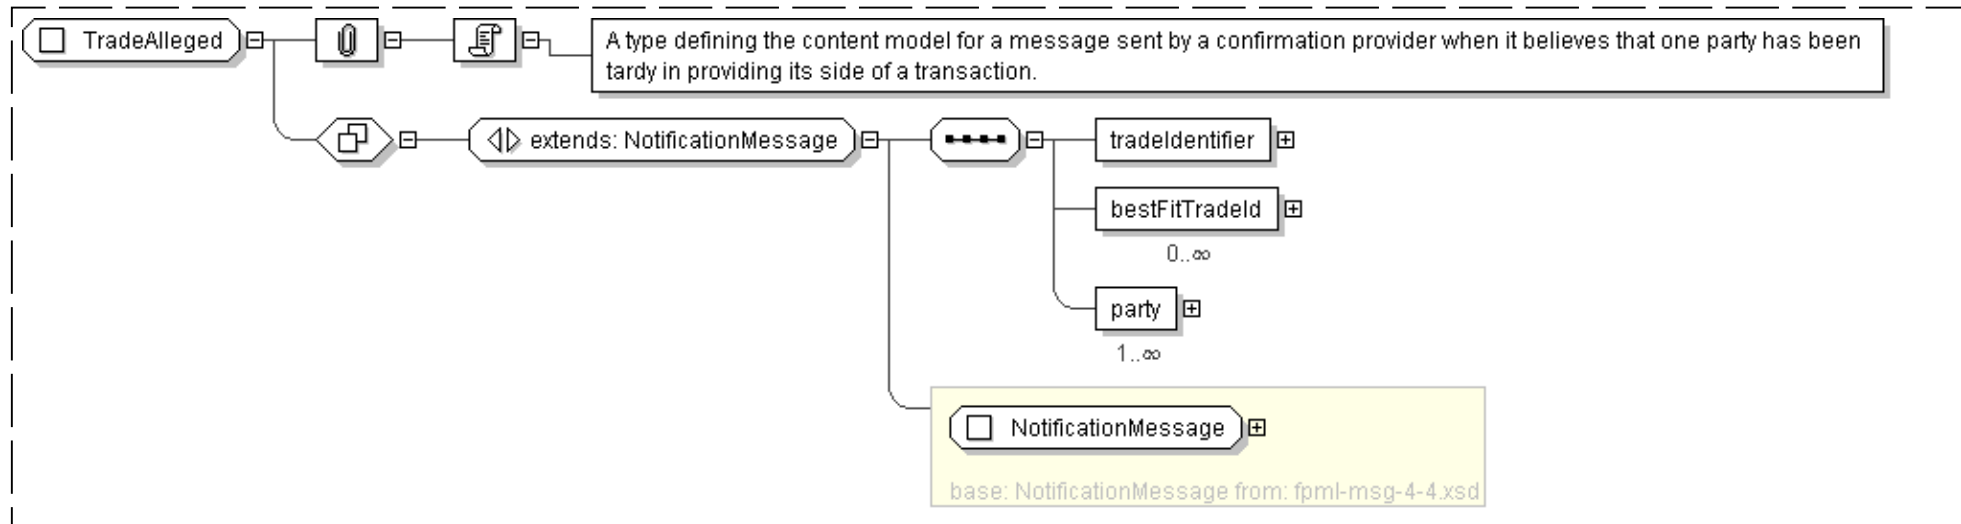 TradeAlleged
A type defining the content model for a message sent by a confirmation provider when it believes that one party has been
tardy in providing its side of a transaction.
extends: NotificationMessage
tradeIdentifier
bestFitTradeId
0..∞
party
1..∞
NotificationMessage
base: NotificationMessage from: fpml-msg-4-4.xsd